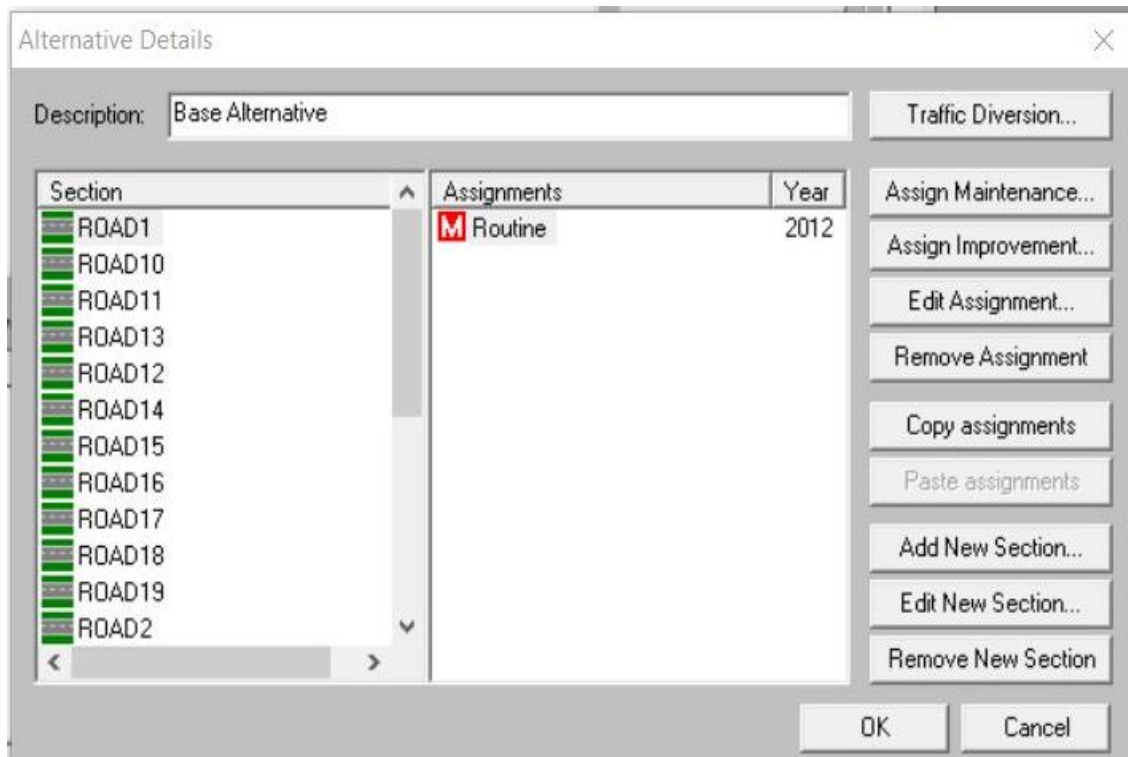 Alternative Details
Description: Base Alternative
Traffic Diversion...
Section
ROAD1
ROAD10
ROAD11
ROAD13
ROAD12
ROAD14
ROAD15
ROAD16
ROAD17
ROAD18
ROAD19
ROAD2
Assignments Year
M Routine 2012
Assign Maintenance...
Assign Improvement...
Edit Assignment...
Remove Assignment
Copy assignments
Paste assignments
Add New Section...
Edit New Section...
Remove New Section
OK Cancel